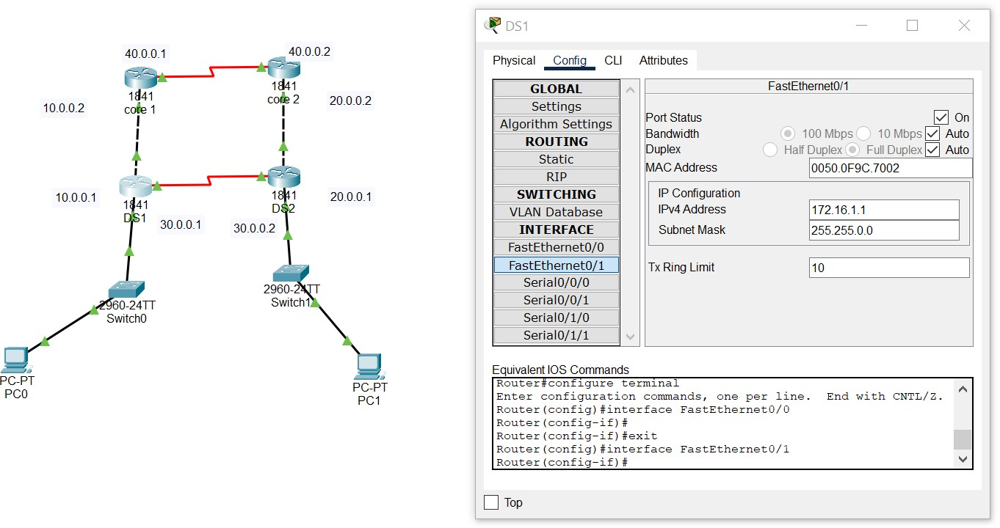 40.0.0.1
40.0.0.2
1841
core 1
1841
core 2
10.0.0.2
20.0.0.2
10.0.0.1
1841
DS1
1841
DS2
20.0.0.1
30.0.0.1
30.0.0.2
2960-24TT
Switch0
2960-24TT
Switch1
PC-PT
PC0
PC-PT
PC1
DS1
Physical Config CLI Attributes
GLOBAL
Settings
Algorithm Settings
ROUTING
Static
RIP
SWITCHING
VLAN Database
INTERFACE
FastEthernet0/0
FastEthernet0/1
Serial0/0/0
Serial0/0/1
Serial0/1/0
Serial0/1/1
FastEthernet0/1
Port Status On
Bandwidth 100 Mbps 10 Mbps Auto
Duplex Half Duplex Full Duplex Auto
MAC Address 0050.0F9C.7002
IP Configuration
IPv4 Address 172.16.1.1
Subnet Mask 255.255.0.0
Tx Ring Limit 10
Equivalent IOS Commands
Router#configure terminal
Enter configuration commands, one per line. End with CNTL/Z.
Router(config)#interface FastEthernet0/0
Router(config-if)#
Router(config-if)#exit
Router(config)#interface FastEthernet0/1
Router(config-if)#
Top